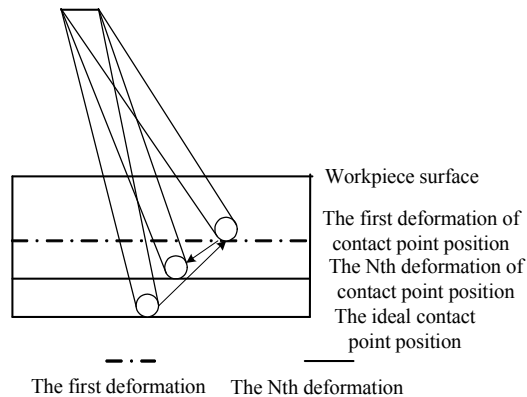 Workpiece surface
The first deformation of
contact point position
The Nth deformation of
contact point position
The ideal contact
point position
The first deformation
The Nth deformation